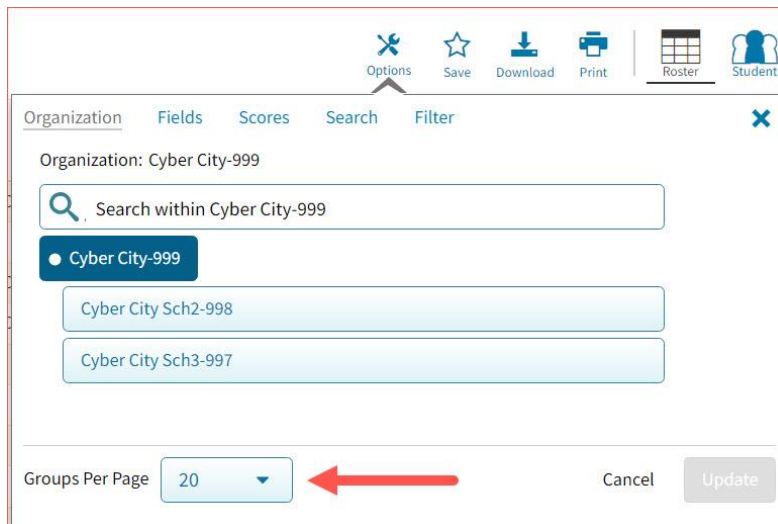 Options Save Download Print Roster Student
Organization Fields Scores Search Filter
Organization: Cyber City-999
Search within Cyber City-999
Cyber City-999
Cyber City Sch2-998
Cyber City Sch3-997
Groups Per Page 20 Cancel Update